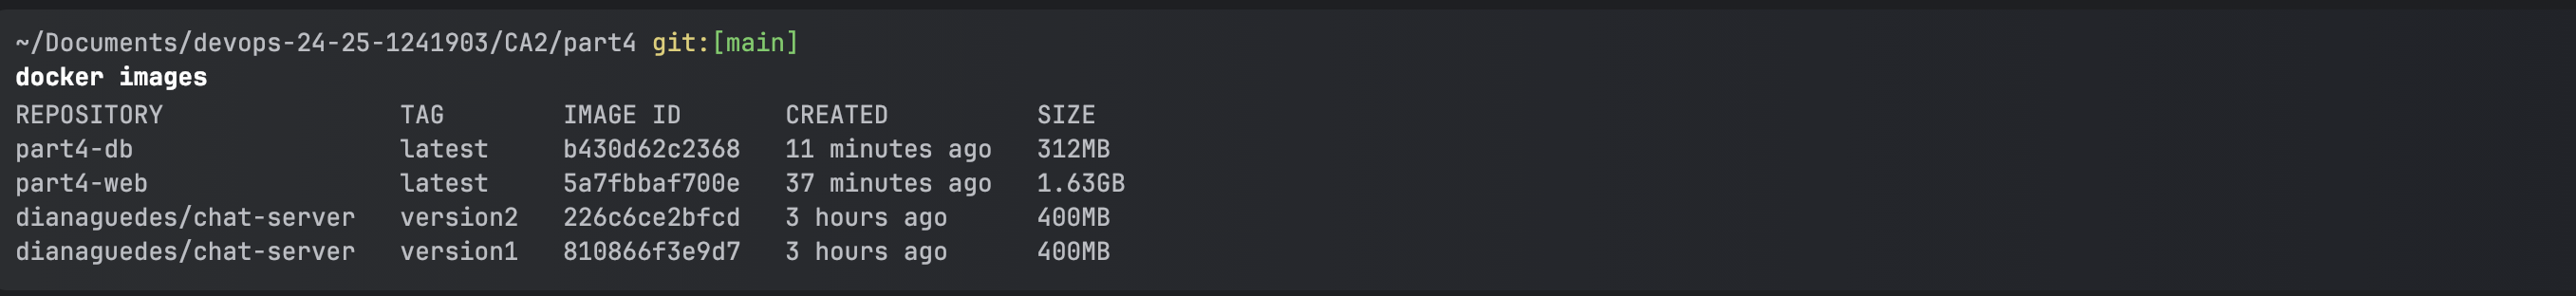 ~/Documents/devops-24-25-1241903/CA2/part4 git:[main]
docker images
REPOSITORY TAG IMAGE ID CREATED SIZE
part4-db latest b430d62c2368 11 minutes ago 312MB
part4-web latest 5a7fbbaf700e 37 minutes ago 1.63GB
dianaguedes/chat-server version2 226c6ce2bfcd 3 hours ago 400MB
dianaguedes/chat-server version1 810866f3e9d7 3 hours ago 400MB